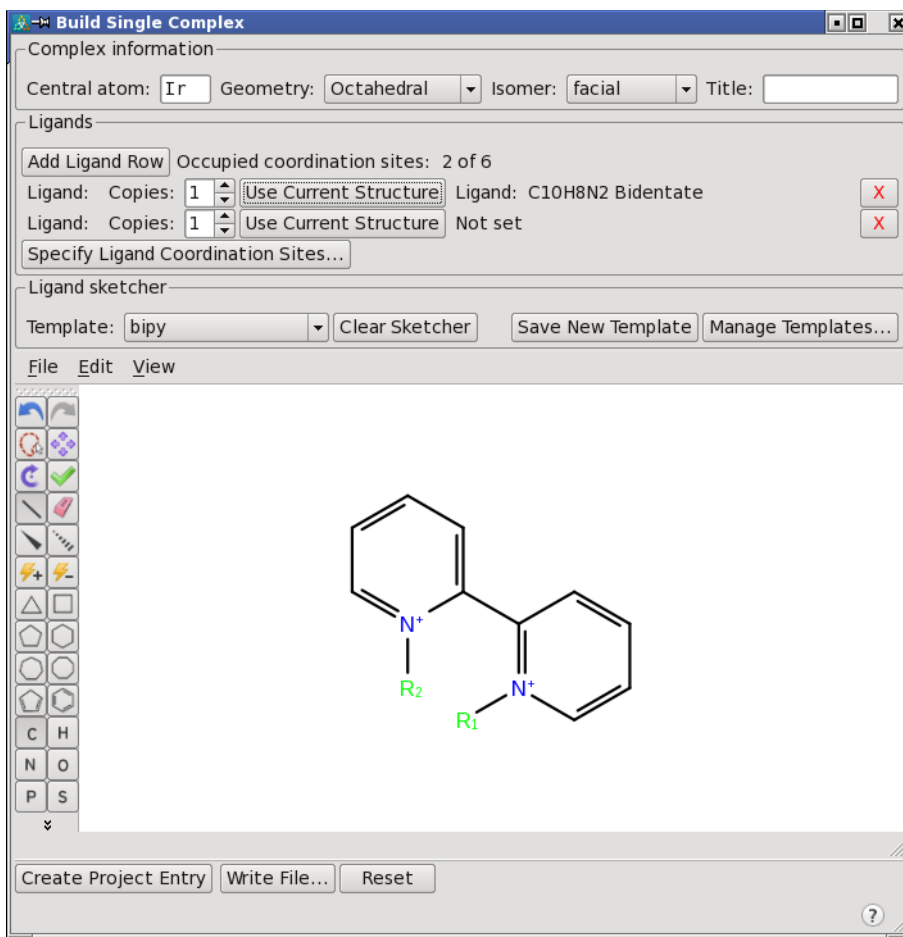 Build Single Complex
Complex information
Central atom: Ir Geometry: Octahedral Isomer: facial Title:
Ligands
Add Ligand Row Occupied coordination sites: 2 of 6
Ligand: Copies: 1 Use Current Structure Ligand: C10H8N2 Bidentate X
Ligand: Copies: 1 Use Current Structure Not set X
Specify Ligand Coordination Sites...
Ligand sketcher
Template: bipy Clear Sketcher Save New Template Manage Templates...
File Edit View
N⁺
R₂ N⁺
R₁
C H
N O
P S
Create Project Entry Write File... Reset
?